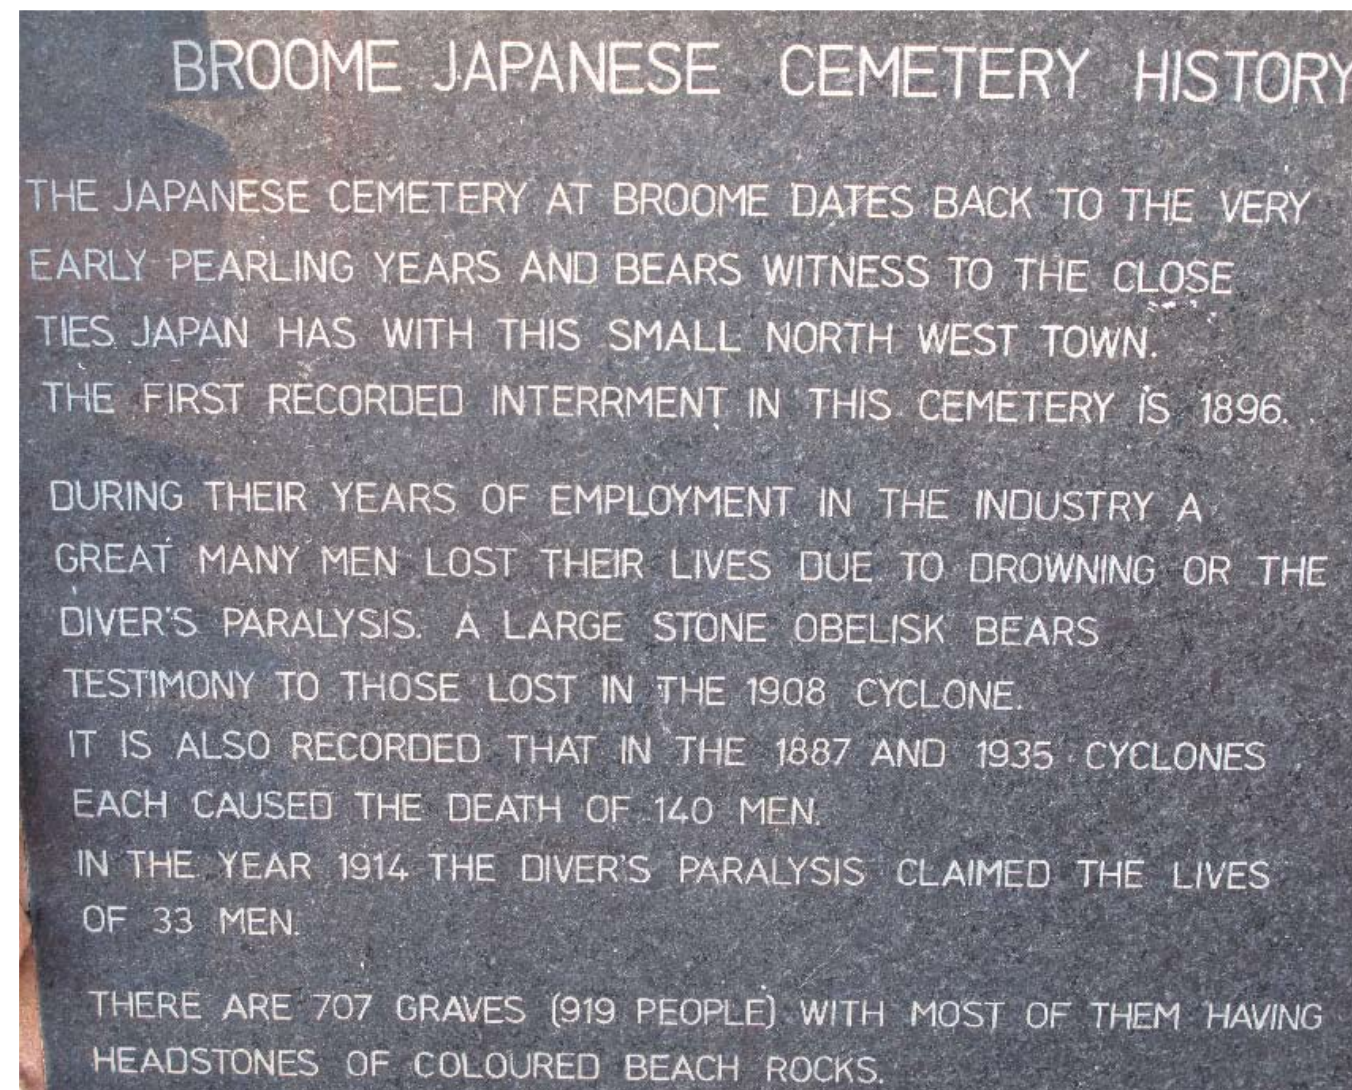 BROOME JAPANESE CEMETERY HISTORY
THE JAPANESE CEMETERY AT BROOME DATES BACK TO THE VERY
EARLY PEARLING YEARS AND BEARS WITNESS TO THE CLOSE
TIES JAPAN HAS WITH THIS SMALL NORTH WEST TOWN.
THE FIRST RECORDED INTERRMENT IN THIS CEMETERY IS 1896.
DURING THEIR YEARS OF EMPLOYMENT IN THE INDUSTRY A
GREAT MANY MEN LOST THEIR LIVES DUE TO DROWNING OR THE
DIVER'S PARALYSIS. A LARGE STONE OBELISK BEARS
TESTIMONY TO THOSE LOST IN THE 1908 CYCLONE.
IT IS ALSO RECORDED THAT IN THE 1887 AND 1935 CYCLONES
EACH CAUSED THE DEATH OF 140 MEN.
IN THE YEAR 1914 THE DIVER'S PARALYSIS CLAIMED THE LIVES
OF 33 MEN.
THERE ARE 707 GRAVES (919 PEOPLE) WITH MOST OF THEM HAVING
HEADSTONES OF COLOURED BEACH ROCKS.